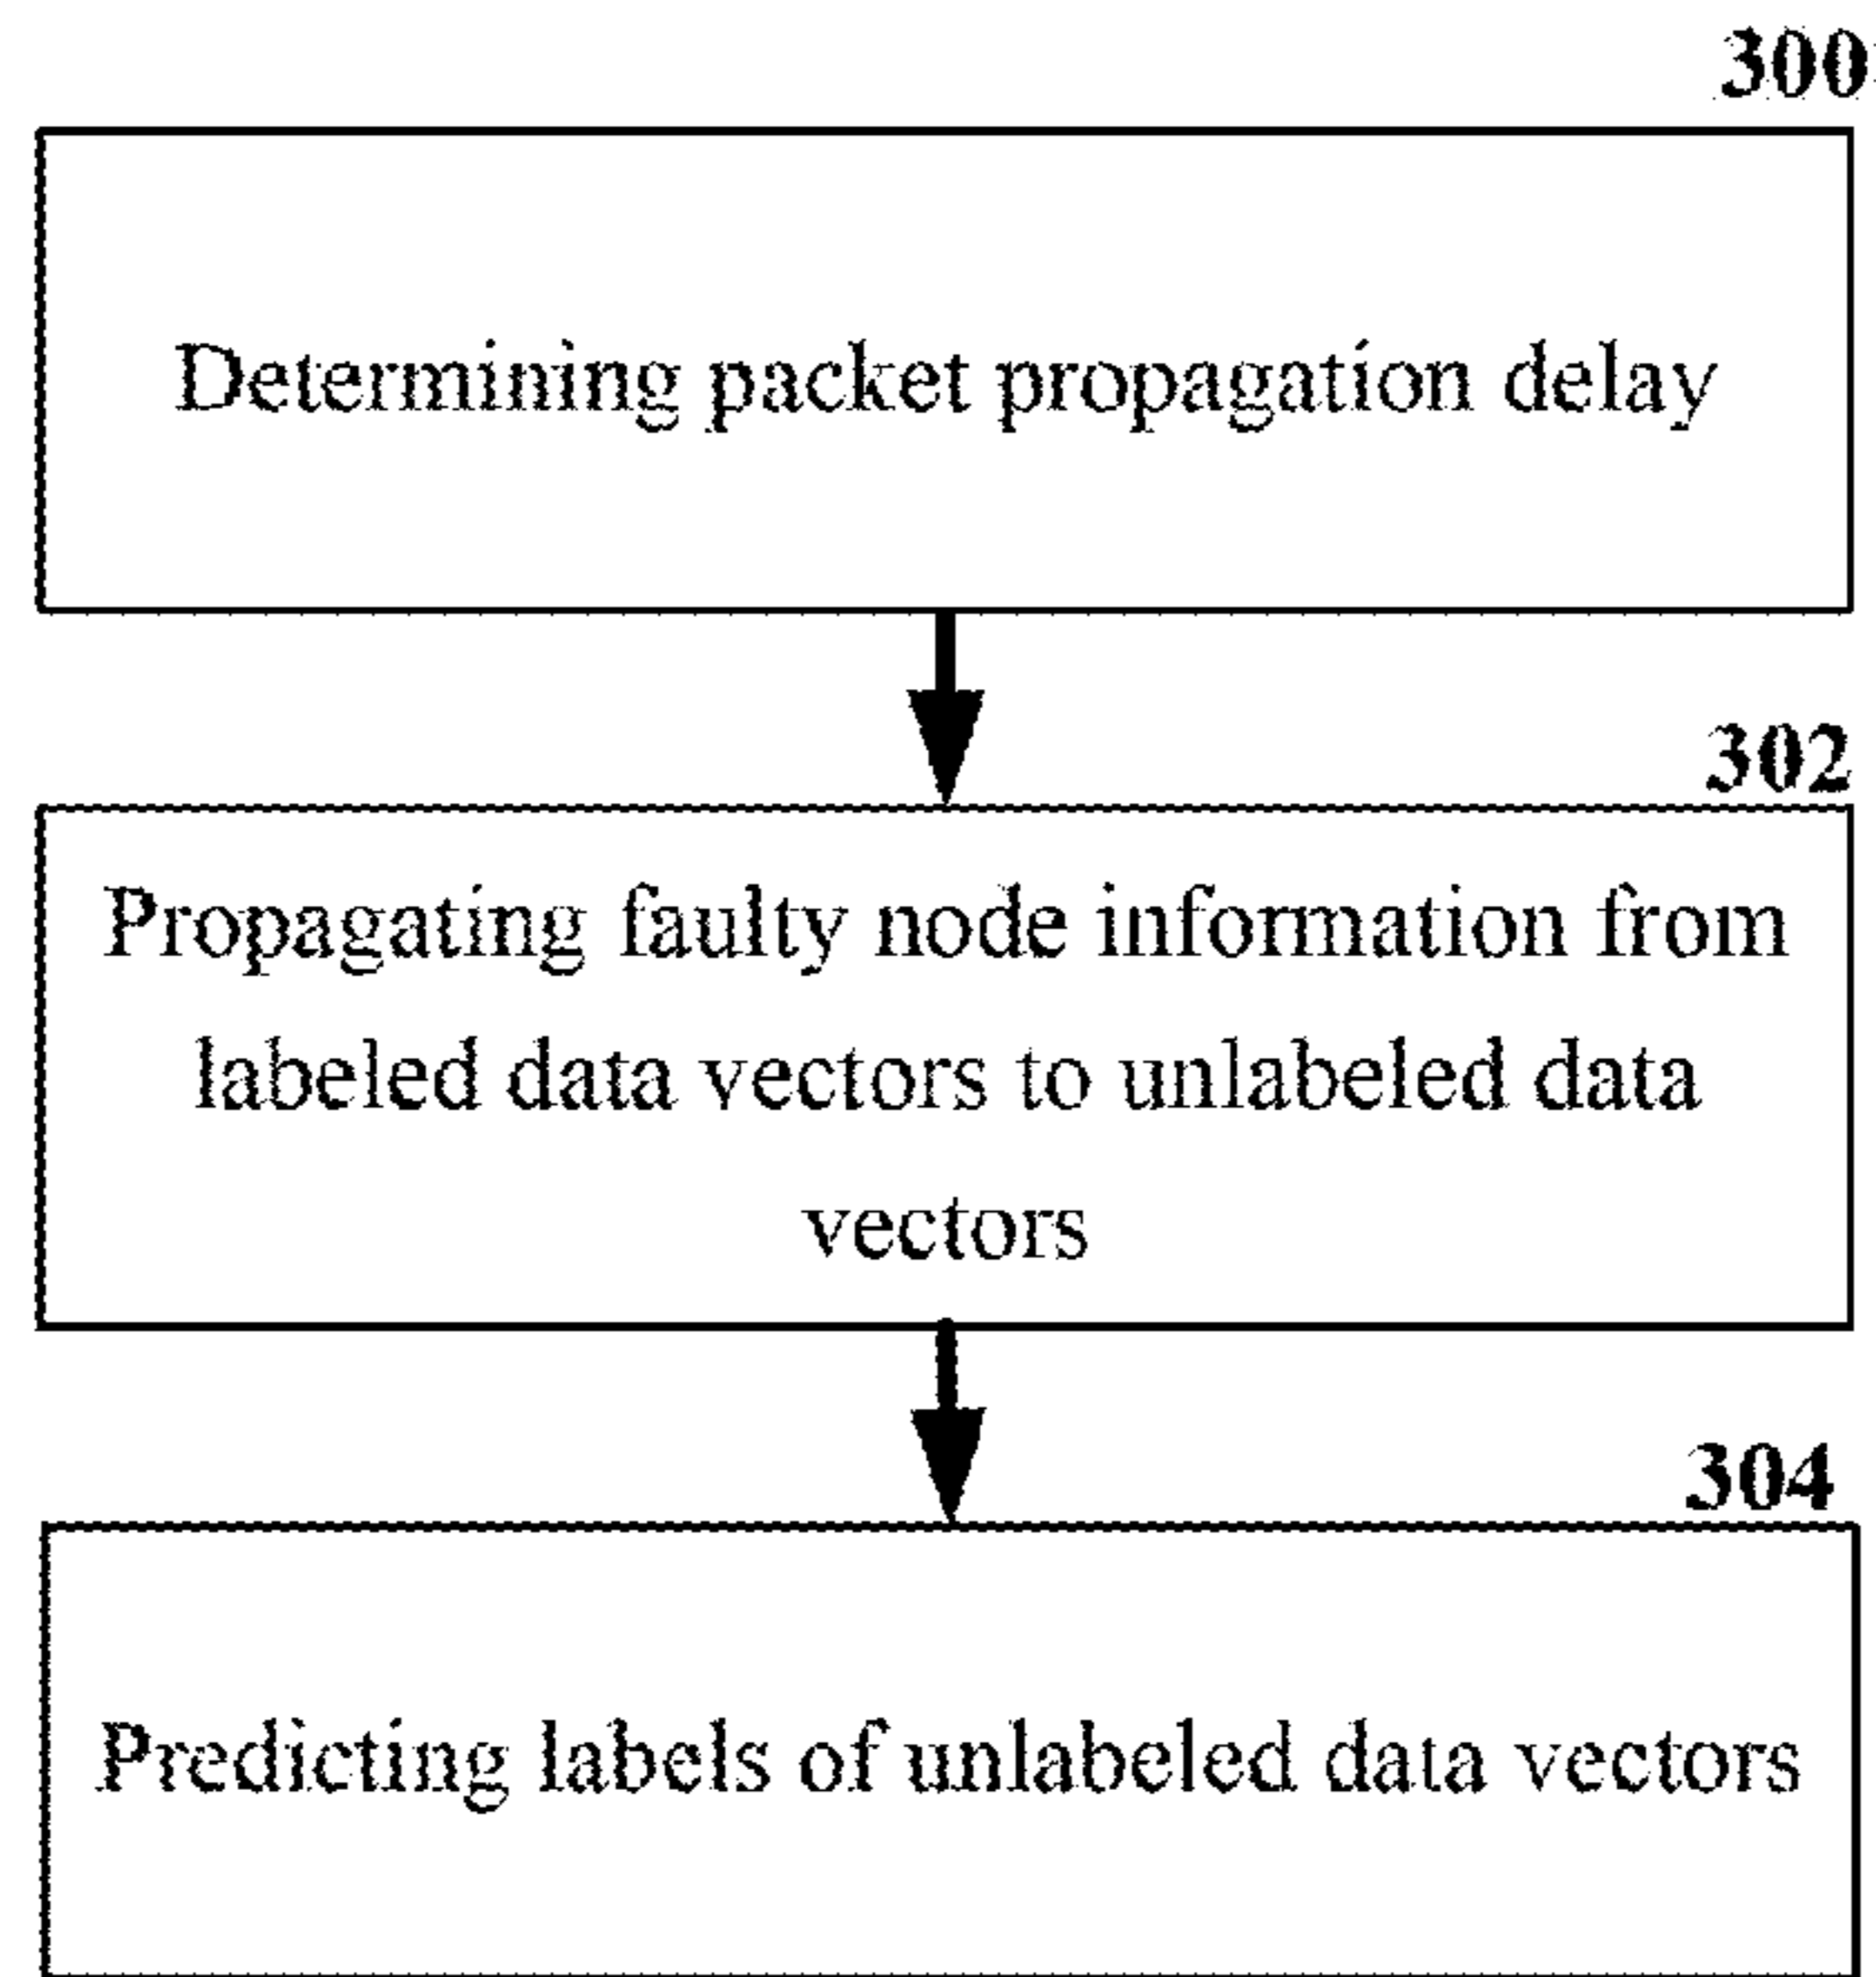 300
Determining packet propagation delay
302
Propagating faulty node information from
labeled data vectors to unlabeled data
vectors
304
Predicting labels of unlabeled data vectors